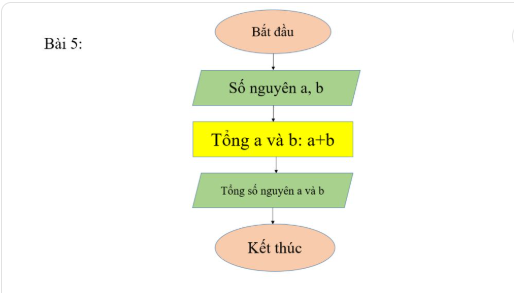 Bài 5:
Bắt đầu
Số nguyên a, b
Tổng a và b: a+b
Tổng số nguyên a và b
Kết thúc